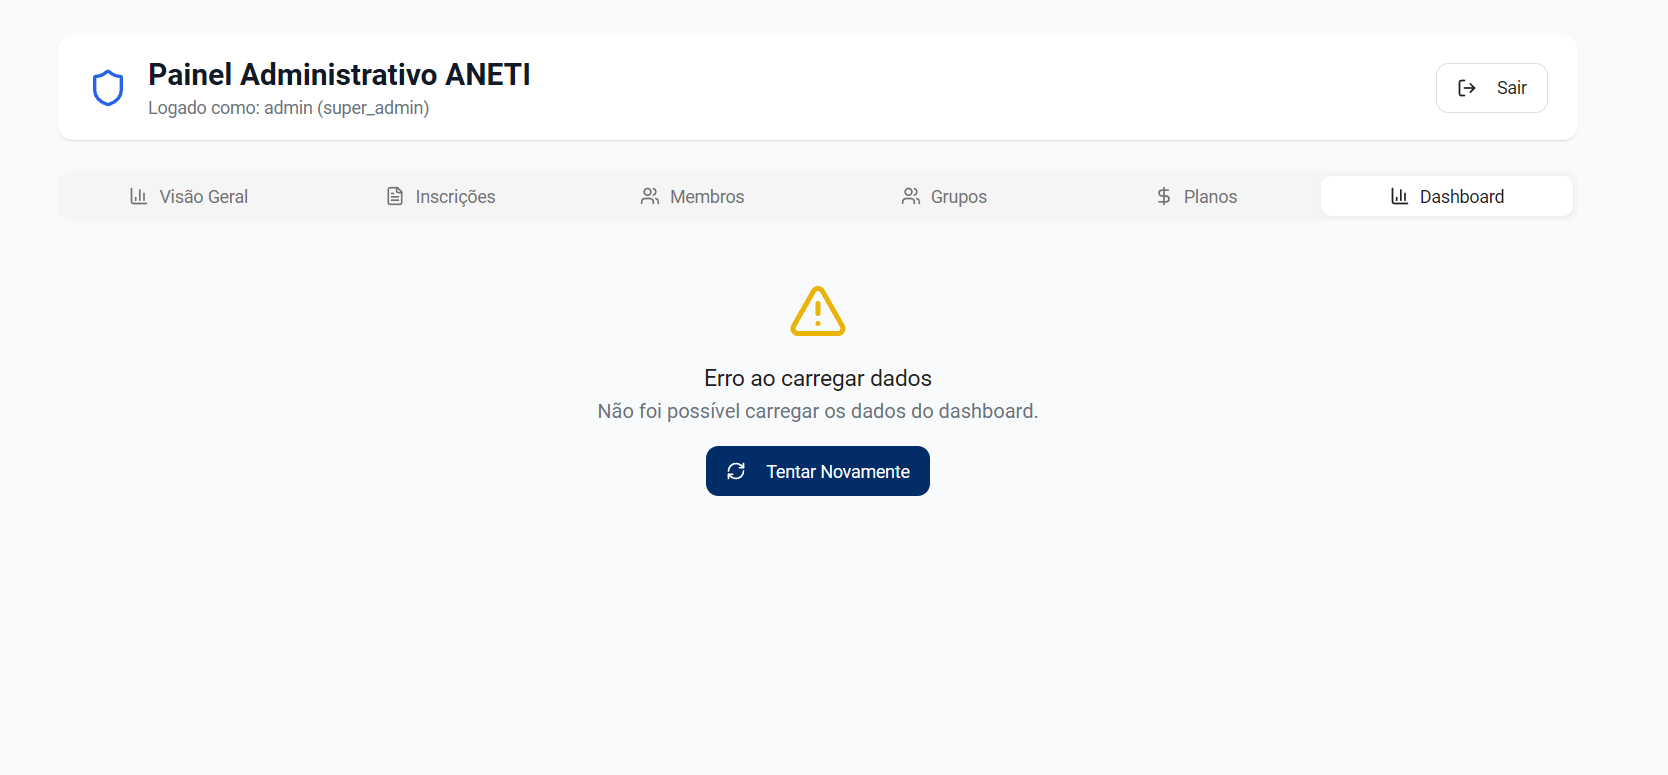 Painel Administrativo ANETI
Logado como: admin (super_admin)
Sair
Visão Geral
Inscrições
Membros
Grupos
Planos
Dashboard
Erro ao carregar dados
Não foi possível carregar os dados do dashboard.
Tentar Novamente